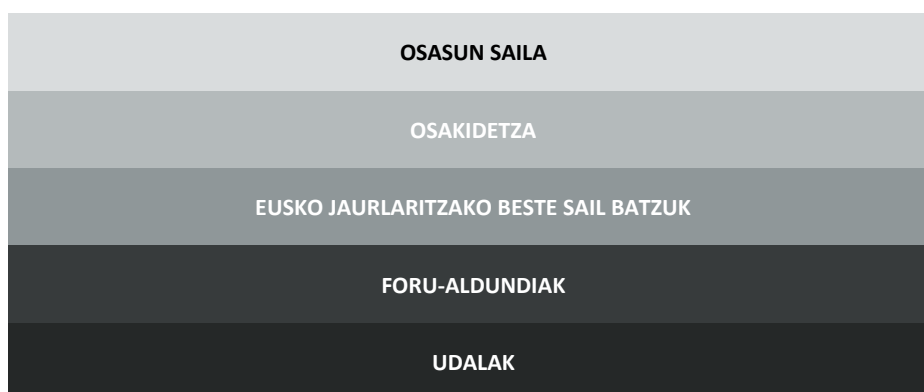 OSASUN SAILA
OSAKIDETZA
EUSKO JAURLARITZAKO BESTE SAIL BATZUK
FORU-ALDUNDIAK
UDALAK